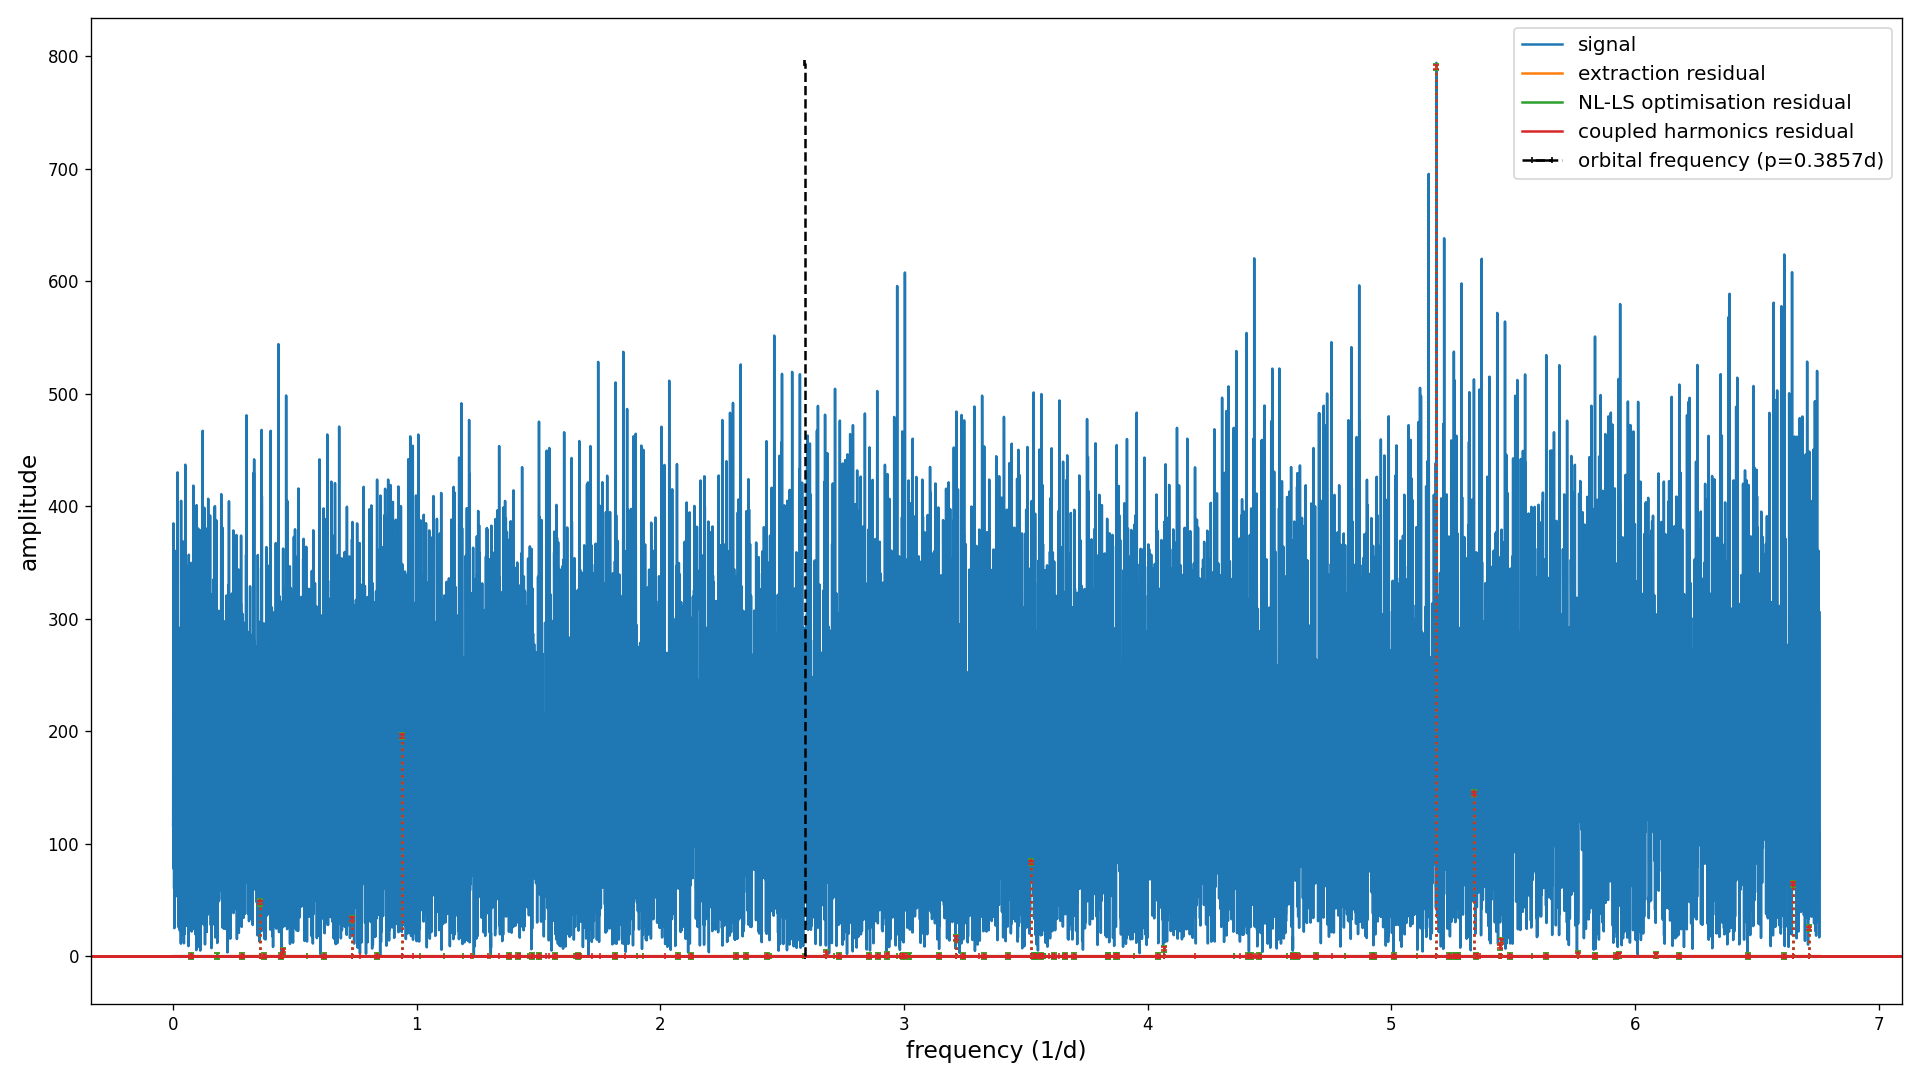 800
700
600
500
400
300
200
100
0
amplitude
0 1 2 3 4 5 6 7
frequency (1/d)
signal
extraction residual
NL-LS optimisation residual
coupled harmonics residual
orbital frequency (p=0.3857d)